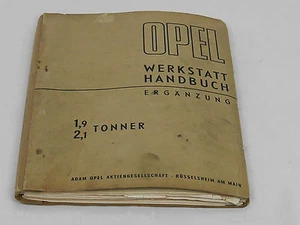 OPEL
WERKSTATT
HANDBUCH
ERGÄNZUNG
1,9
2,1 TONNER
ADAM OPEL AKTIENGESELLSCHAFT · RÜSSELSHEIM AM MAIN